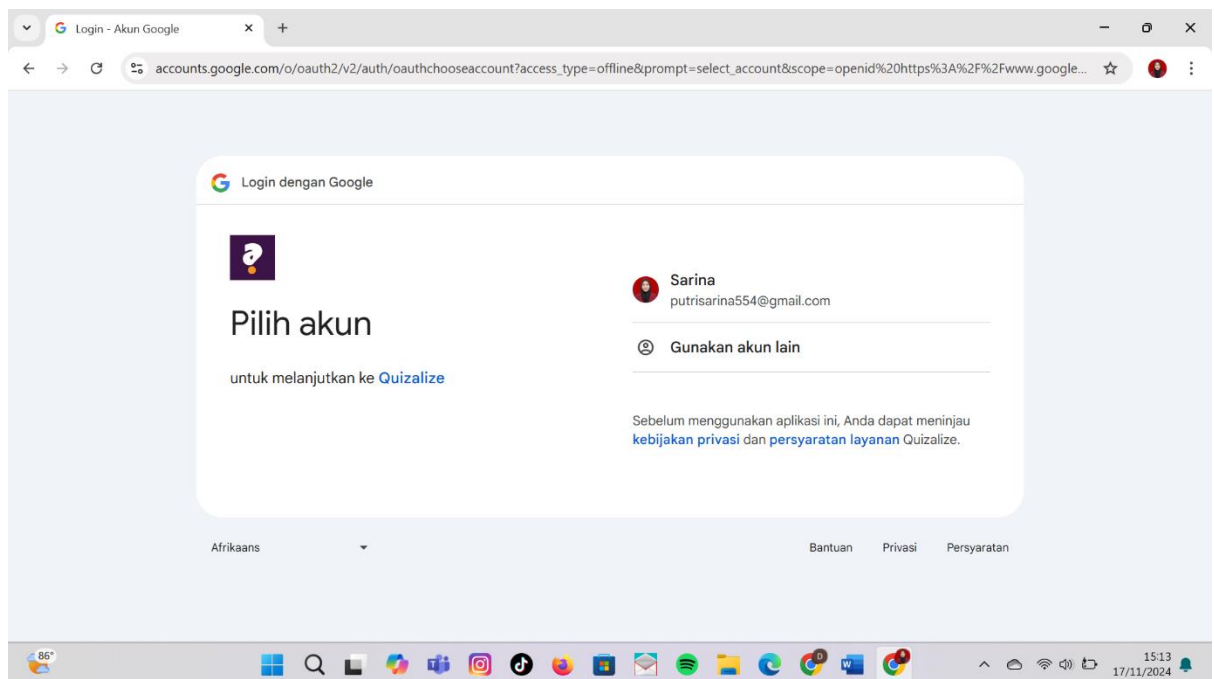 Login - Akun Google
accounts.google.com/o/oauth2/v2/auth/oauthchooseaccount?access_type=offline&prompt=select_account&scope=openid%20https%3A%2F%2Fwww.google...
Login dengan Google
Pilih akun
untuk melanjutkan ke Quizalize
Sarina
putrisarina554@gmail.com
Gunakan akun lain
Sebelum menggunakan aplikasi ini, Anda dapat meninjau
kebijakan privasi dan persyaratan layanan Quizalize.
Afrikaans
Bantuan Privasi Persyaratan
86°
15:13
17/11/2024